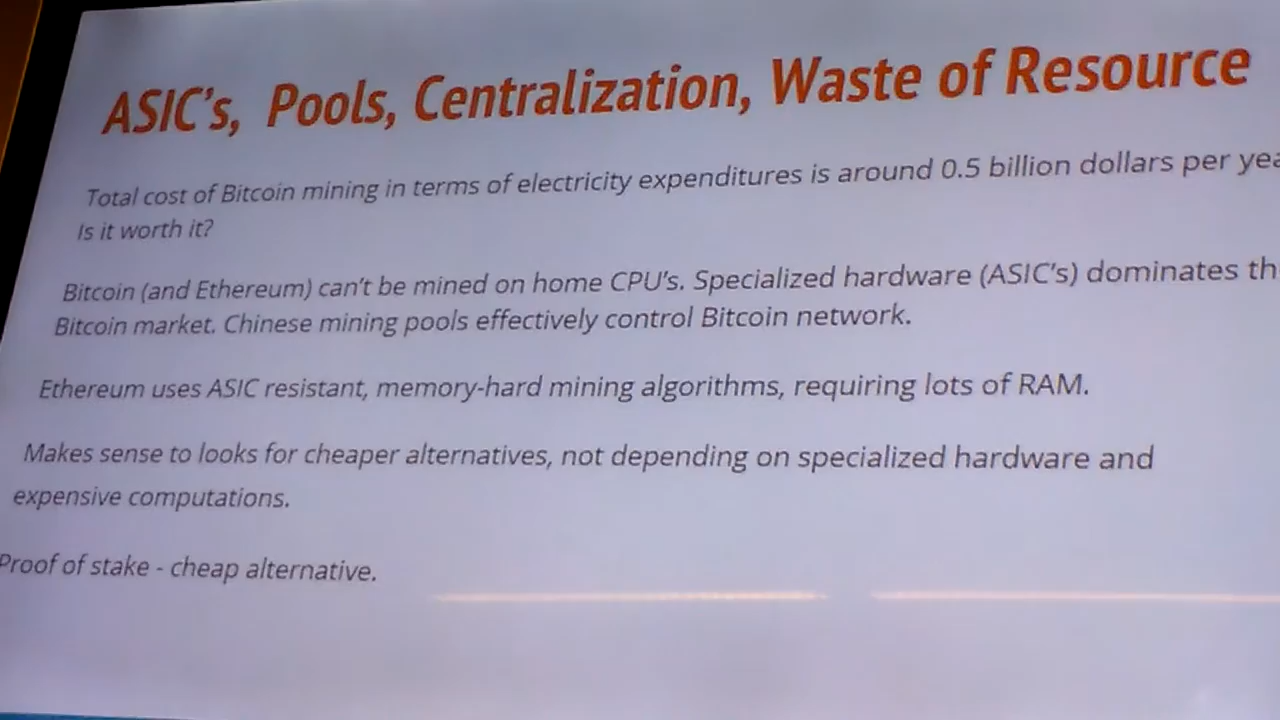 ASIC's, Pools, Centralization, Waste of Resource
Total cost of Bitcoin mining in terms of electricity expenditures is around 0.5 billion dollars per
Is it worth it?
Bitcoin (and Ethereum) can't be mined on home CPU's. Specialized hardware (ASIC's) dominates
Bitcoin market. Chinese mining pools effectively control Bitcoin network.
Ethereum uses ASIC resistant, memory-hard mining algorithms, requiring lots of RAM.
Makes sense to looks for cheaper alternatives, not depending on specialized hardware and
expensive computations.
Proof of stake - cheap alternative.